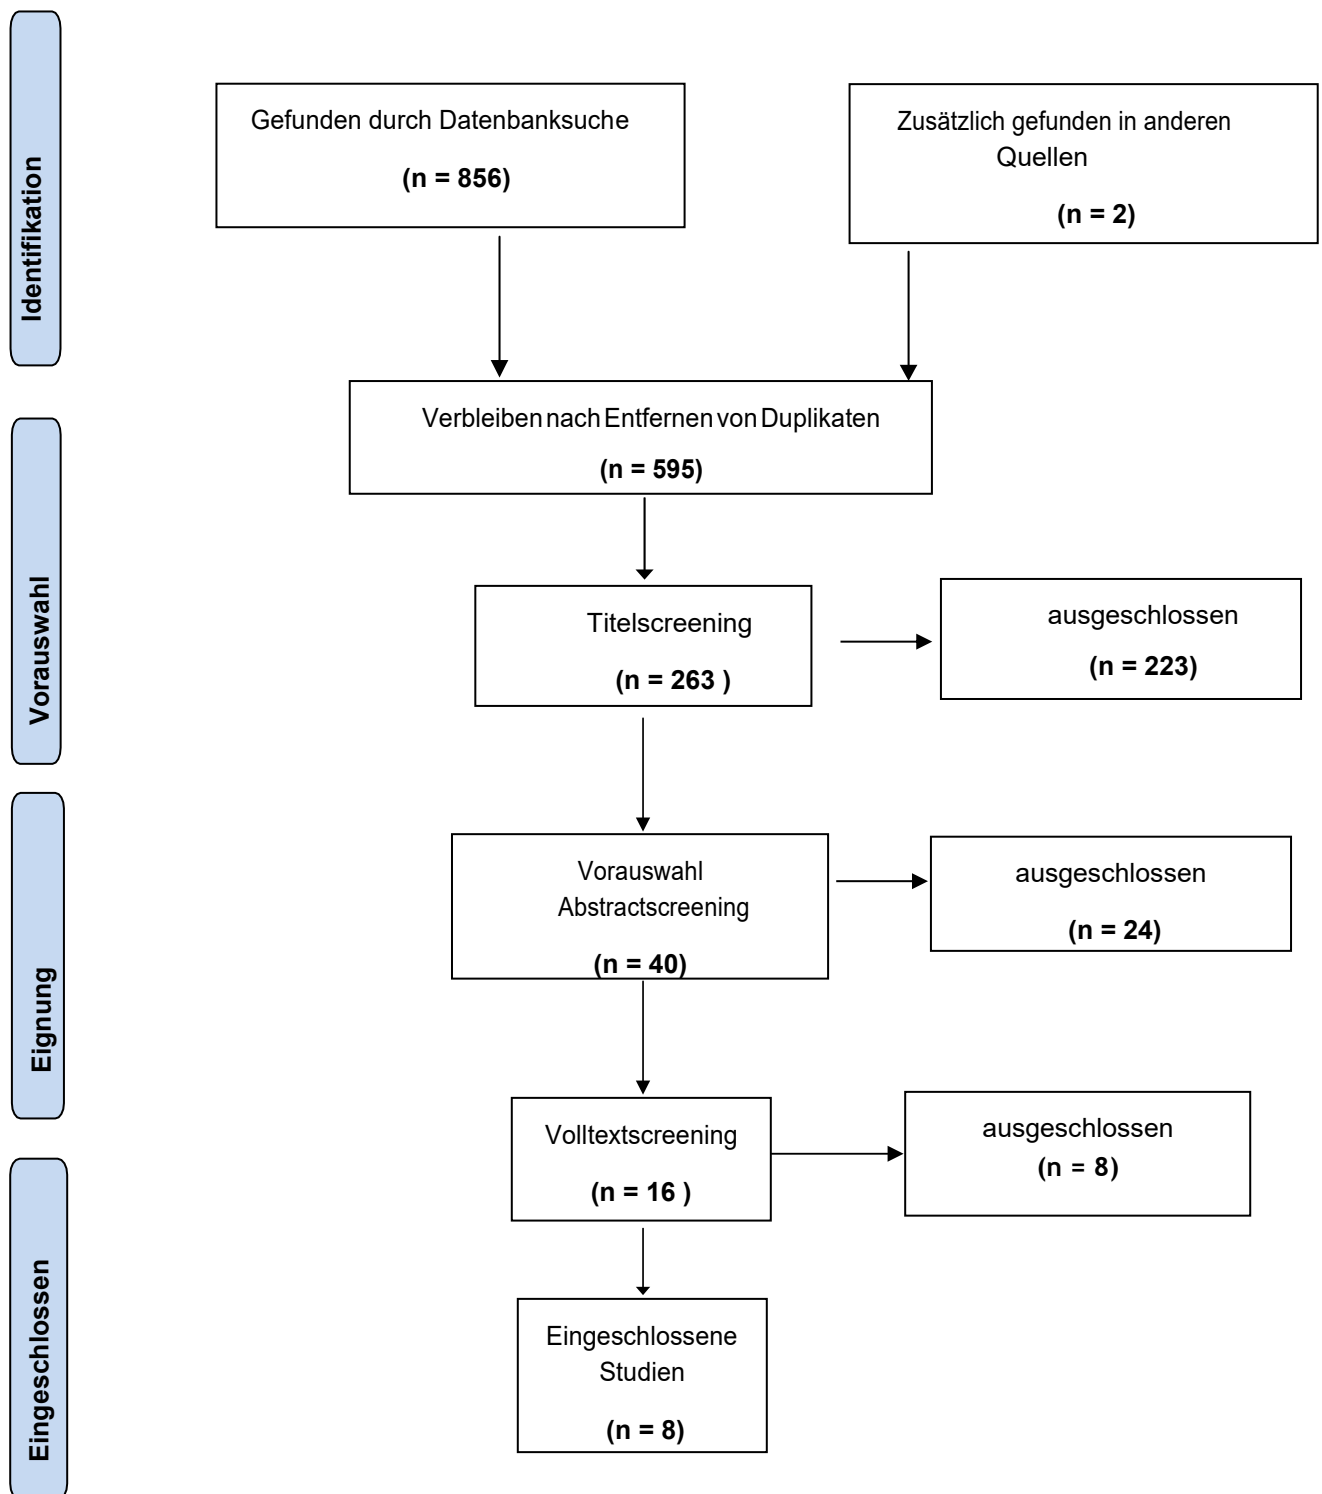 Identifikation
Gefunden durch Datenbanksuche
(n = 856)
Zusätzlich gefunden in anderen
Quellen
(n = 2)
Verbleiben nach Entfernen von Duplikaten
(n = 595)
Vorauswahl
Titelscreening
(n = 263 )
ausgeschlossen
(n = 223)
Eignung
Vorauswahl
Abstractscreening
(n = 40)
ausgeschlossen
(n = 24)
Volltextscreening
(n = 16 )
ausgeschlossen
(n = 8)
Eingeschlossen
Eingeschlossene
Studien
(n = 8)